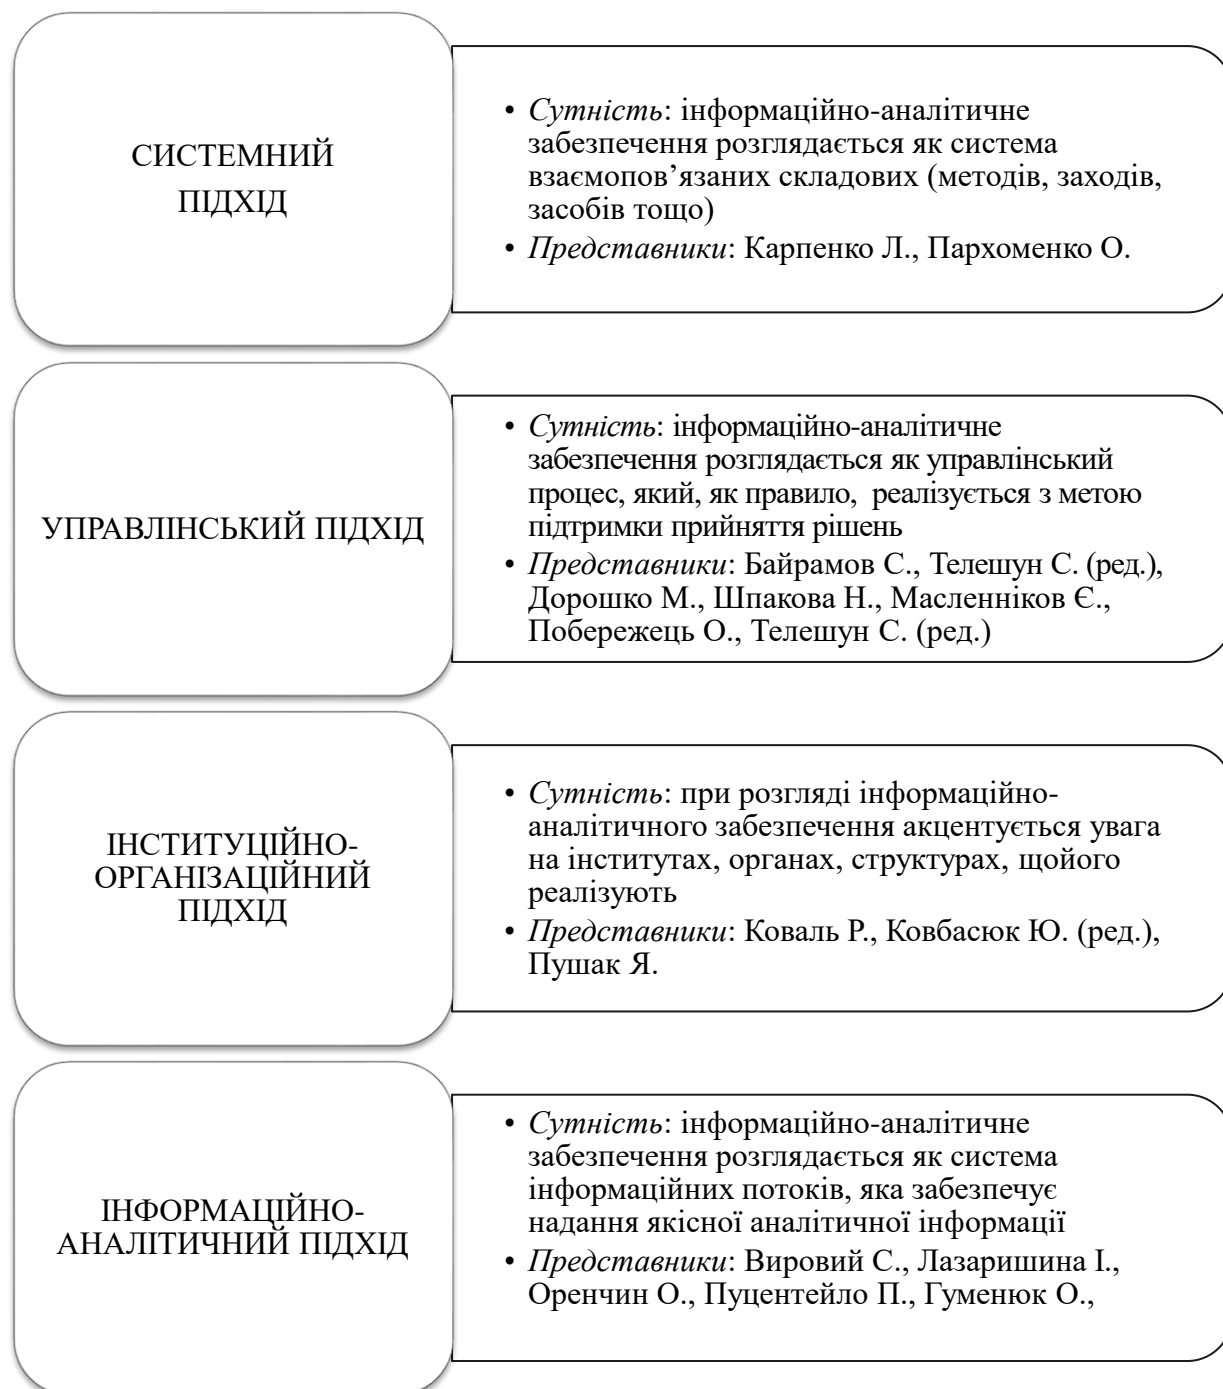 СИСТЕМНИЙ
ПІДХІД
• Сутність: інформаційно-аналітичне
забезпечення розглядається як система
взаємопов’язаних складових (методів, заходів,
засобів тощо)
• Представники: Карпенко Л., Пархоменко О.
УПРАВЛІНСЬКИЙ ПІДХІД
• Сутність: інформаційно-аналітичне
забезпечення розглядається як управлінський
процес, який, як правило, реалізується з метою
підтримки прийняття рішень
• Представники: Байрамов С., Телешун С. (ред.),
Дорошко М., Шпакова Н., Масленніков Є.,
Побережець О., Телешун С. (ред.)
ІНСТИТУЦІЙНО-
ОРГАНІЗАЦІЙНИЙ
ПІДХІД
• Сутність: при розгляді інформаційно-
аналітичного забезпечення акцентується увага
на інститутах, органах, структурах, щойого
реалізують
• Представники: Коваль Р., Ковбасюк Ю. (ред.),
Пушак Я.
ІНФОРМАЦІЙНО-
АНАЛІТИЧНИЙ ПІДХІД
• Сутність: інформаційно-аналітичне
забезпечення розглядається як система
інформаційних потоків, яка забезпечує
надання якісної аналітичної інформації
• Представники: Вировий С., Лазаришина І.,
Оренчин О., Пуцентейло П., Гуменюк О.,